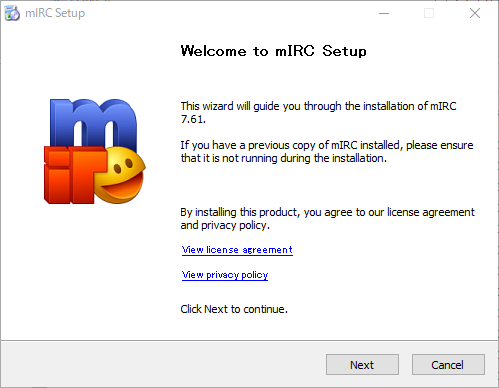 mIRC Setup
Welcome to mIRC Setup
This wizard will guide you through the installation of mIRC
7.61.
If you have a previous copy of mIRC installed, please ensure
that it is not running during the installation.
By installing this product, you agree to our license agreement
and privacy policy.
View license agreement
View privacy policy
Click Next to continue.
Next
Cancel